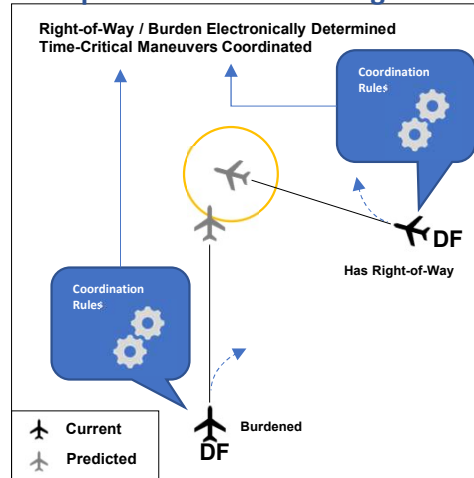 Right-of-Way / Burden Electronically Determined
Time-Critical Maneuvers Coordinated
Coordination
Rules
DF
Has Right-of-Way
Coordination
Rules
Burdened
DF
Current
Predicted